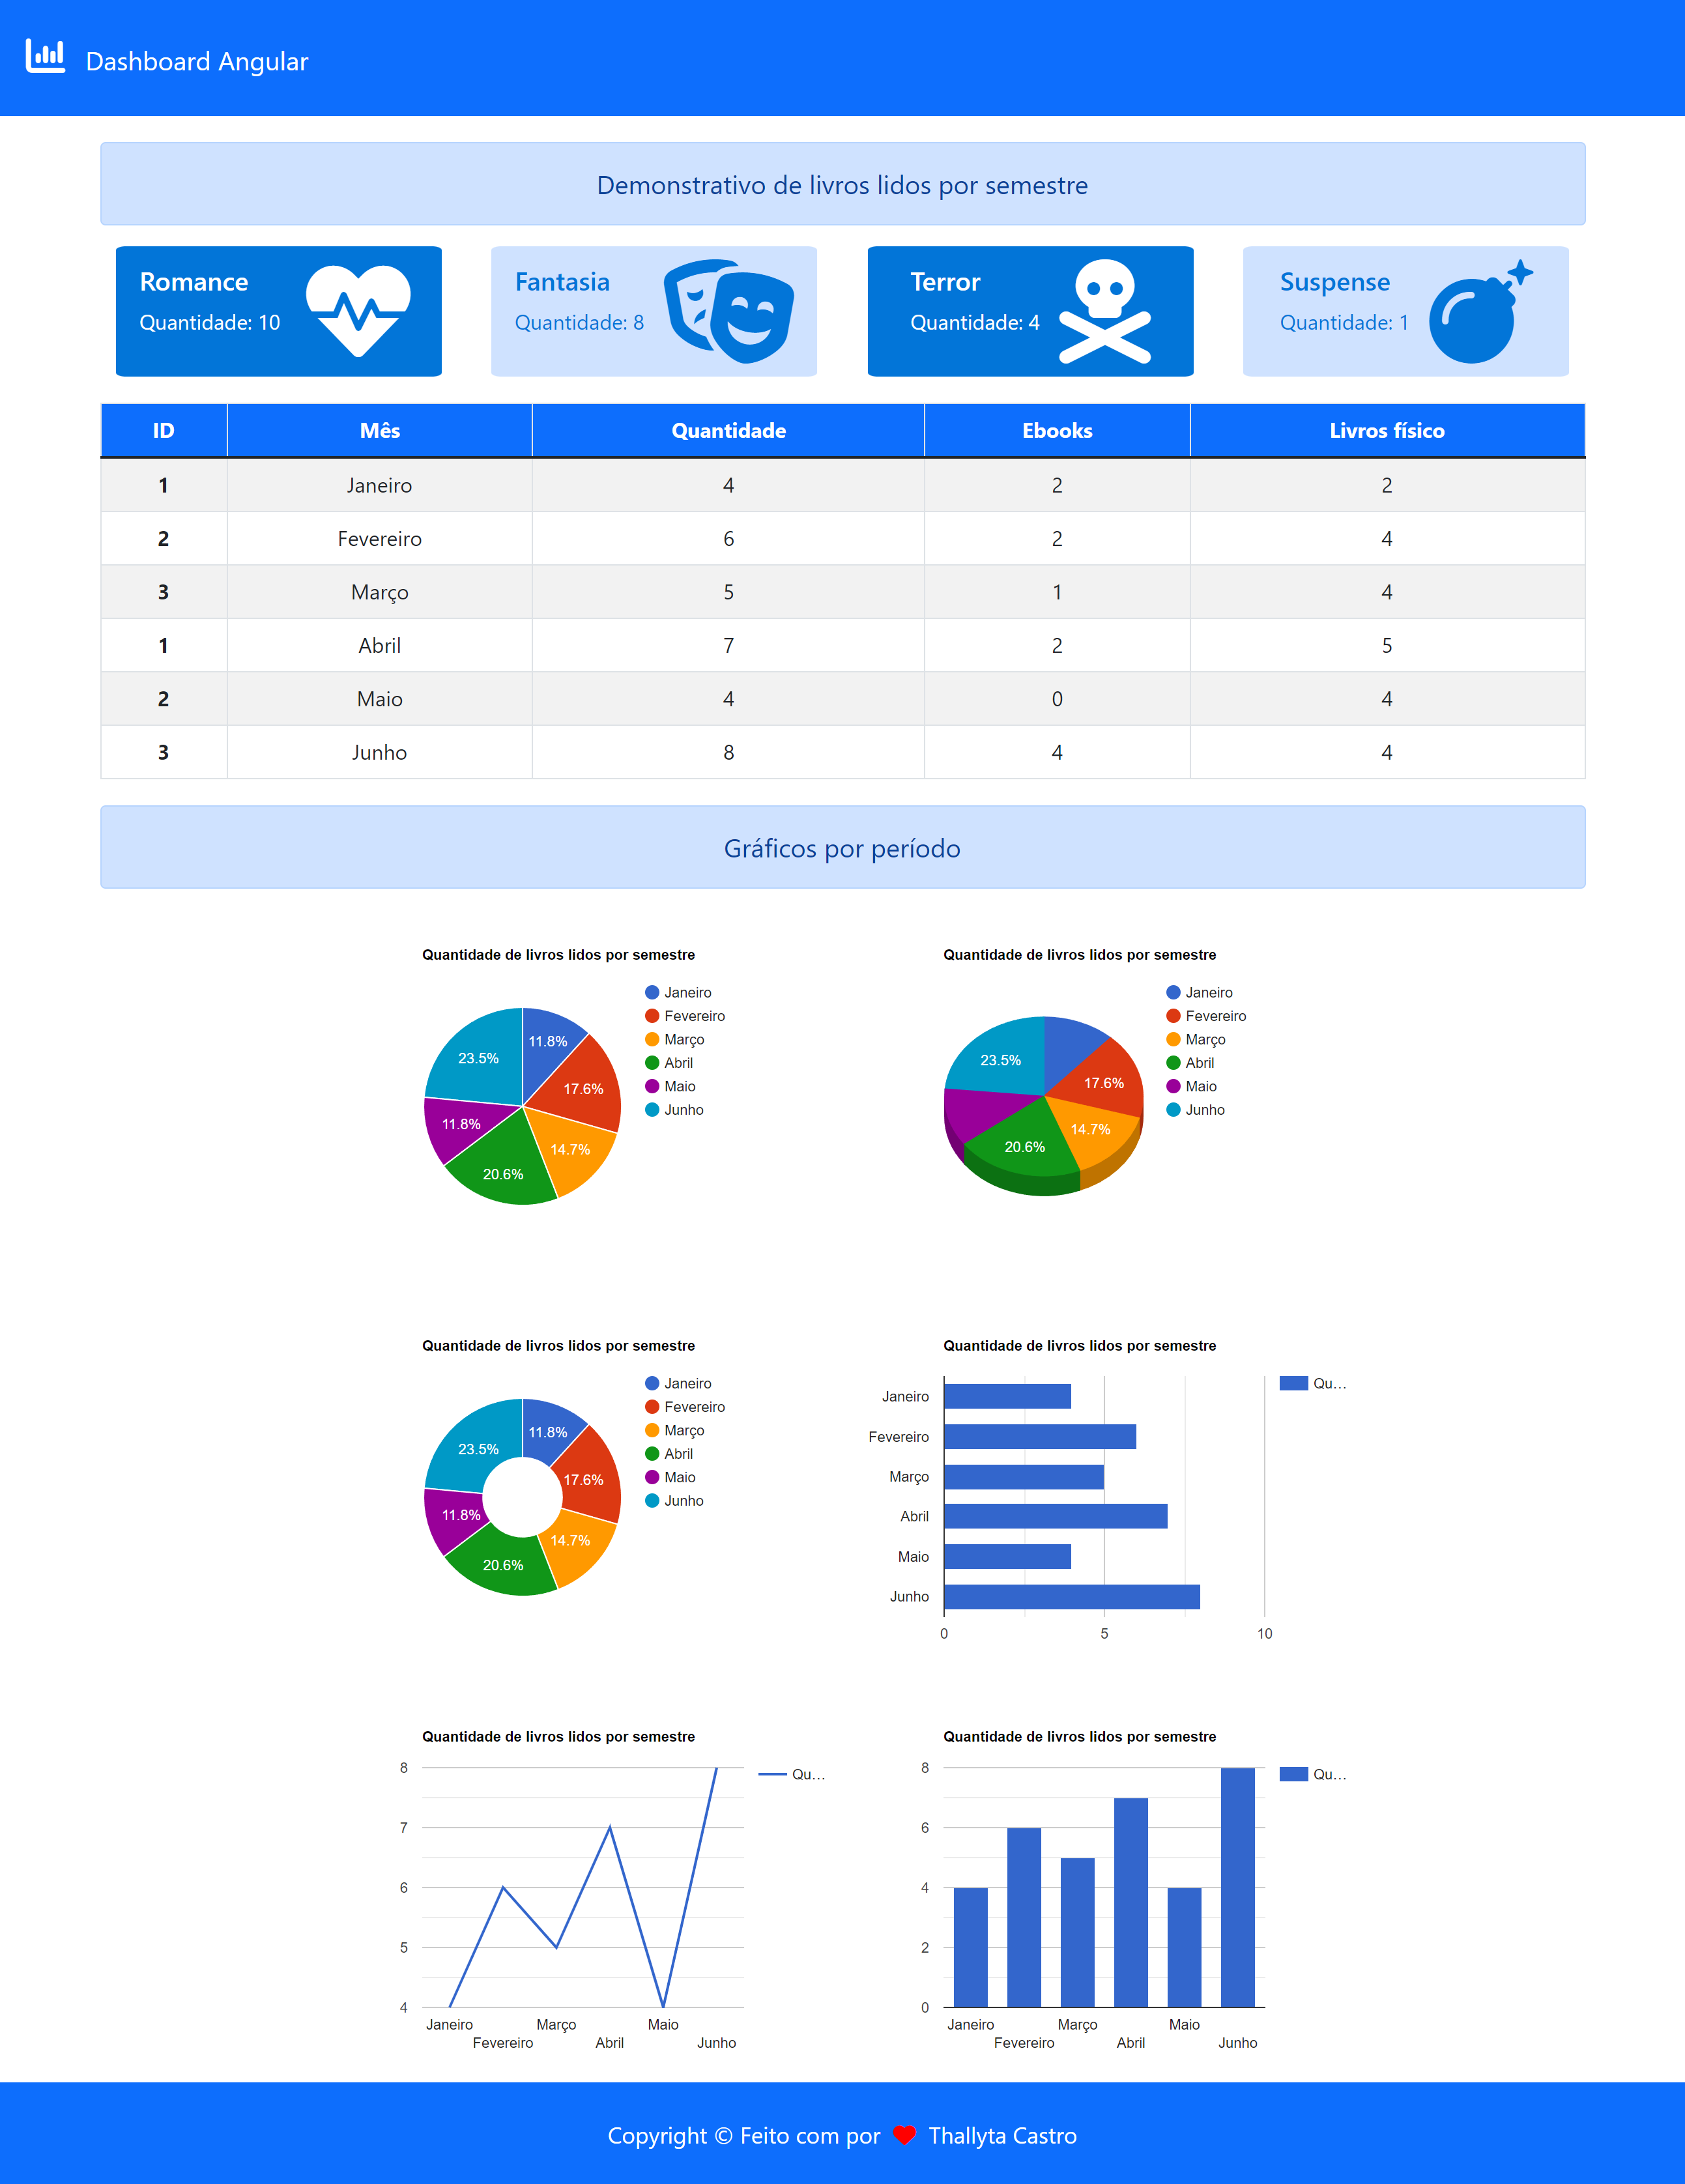 Dashboard Angular
Demonstrativo de livros lidos por semestre
Romance
Quantidade: 10
Fantasia
Quantidade: 8
Terror
Quantidade: 4
Suspense
Quantidade: 1
ID Mês Quantidade Ebooks Livros físico
1 Janeiro 4 2 2
2 Fevereiro 6 2 4
3 Março 5 1 4
1 Abril 7 2 5
2 Maio 4 0 4
3 Junho 8 4 4
Gráficos por período
Quantidade de livros lidos por semestre
Janeiro
Fevereiro
Março
Abril
Maio
Junho
11.8%
17.6%
14.7%
20.6%
11.8%
23.5%
Quantidade de livros lidos por semestre
Janeiro
Fevereiro
Março
Abril
Maio
Junho
17.6%
14.7%
20.6%
23.5%
Quantidade de livros lidos por semestre
Janeiro
Fevereiro
Março
Abril
Maio
Junho
11.8%
17.6%
14.7%
20.6%
11.8%
23.5%
Quantidade de livros lidos por semestre
Qu...
Janeiro
Fevereiro
Março
Abril
Maio
Junho
0 5 10
Quantidade de livros lidos por semestre
Qu...
8
7
6
5
4
Janeiro Fevereiro Março Abril Maio Junho
Quantidade de livros lidos por semestre
Qu...
8
6
4
2
0
Janeiro Fevereiro Março Abril Maio Junho
Copyright © Feito com por Thallyta Castro